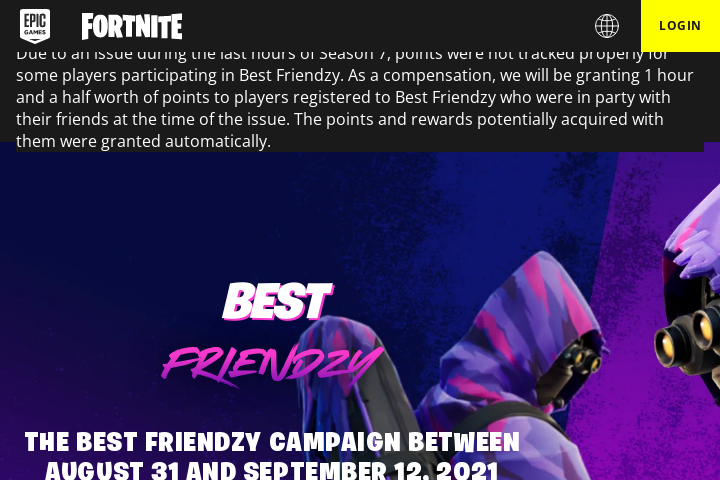 EPIC
GAMES
FORTNITE
LOGIN
Due to an issue during the last hours of Season 7, points were not tracked properly for
some players participating in Best Friendzy. As a compensation, we will be granting 1 hour
and a half worth of points to players registered to Best Friendzy who were in party with
their friends at the time of the issue. The points and rewards potentially acquired with
them were granted automatically.
BEST
FRIENDZY
THE BEST FRIENDZY CAMPAIGN BETWEEN
AUGUST 31 AND SEPTEMBER 12, 2021